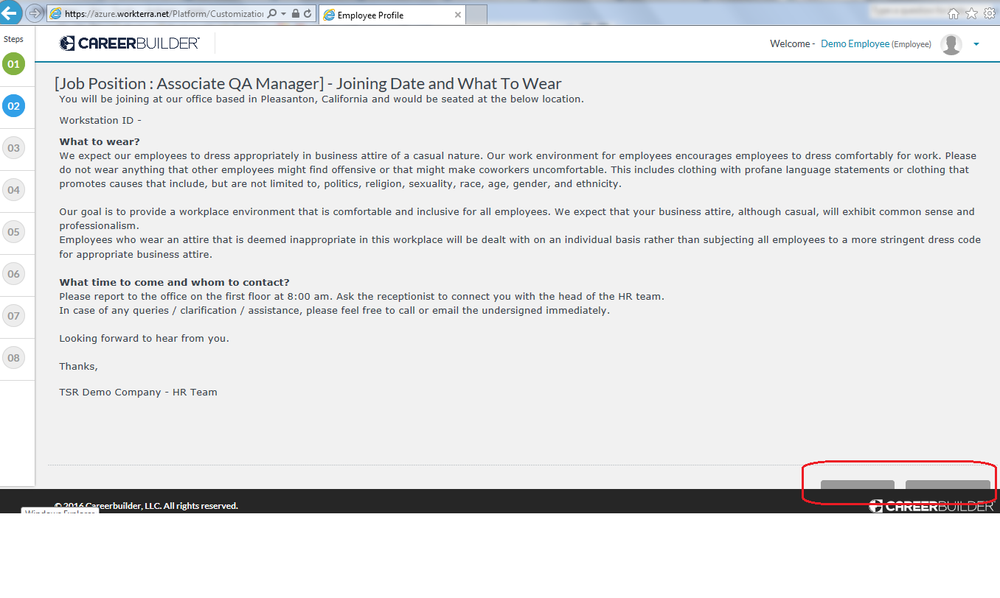 https://azure.workterra.net/Platform/Customization
Employee Profile
Steps
CAREERBUILDER
Welcome - Demo Employee (Employee)
01
02
03
04
05
06
07
08
[Job Position : Associate QA Manager] - Joining Date and What To Wear
You will be joining at our office based in Pleasanton, California and would be seated at the below location.
Workstation ID -
What to wear?
We expect our employees to dress appropriately in business attire of a casual nature. Our work environment for employees encourages employees to dress comfortably for work. Please
do not wear anything that other employees might find offensive or that might make coworkers uncomfortable. This includes clothing with profane language statements or clothing that
promotes causes that include, but are not limited to, politics, religion, sexuality, race, age, gender, and ethnicity.
Our goal is to provide a workplace environment that is comfortable and inclusive for all employees. We expect that your business attire, although casual, will exhibit common sense and
professionalism.
Employees who wear an attire that is deemed inappropriate in this workplace will be dealt with on an individual basis rather than subjecting all employees to a more stringent dress code
for appropriate business attire.
What time to come and whom to contact?
Please report to the office on the first floor at 8:00 am. Ask the receptionist to connect you with the head of the HR team.
In case of any queries / clarification / assistance, please feel free to call or email the undersigned immediately.
Looking forward to hear from you.
Thanks,
TSR Demo Company - HR Team
© 2016 Careerbuilder, LLC. All rights reserved.
CAREERBUILDER
Windows Explorer